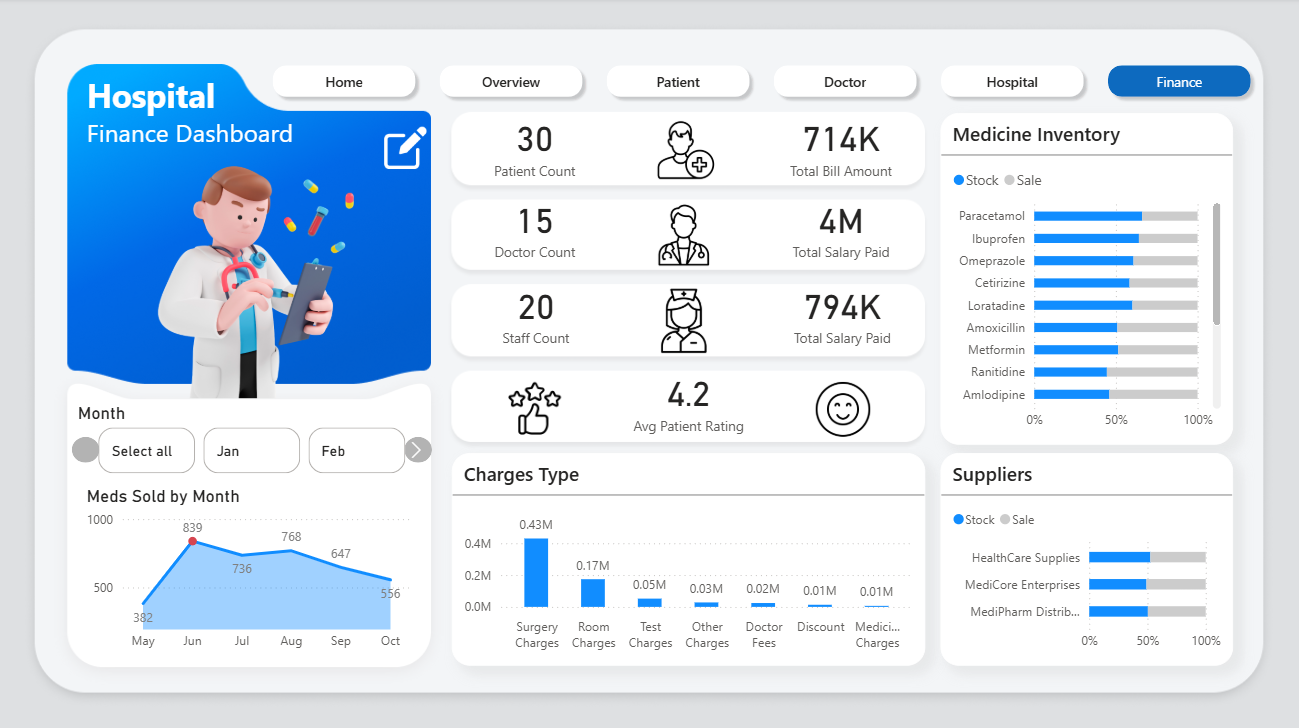 Hospital
Finance Dashboard
Home
Overview
Patient
Doctor
Hospital
Finance
30
Patient Count
714K
Total Bill Amount
15
Doctor Count
4M
Total Salary Paid
20
Staff Count
794K
Total Salary Paid
4.2
Avg Patient Rating
Medicine Inventory
Stock Sale
Paracetamol
Ibuprofen
Omeprazole
Cetirizine
Loratadine
Amoxicillin
Metformin
Ranitidine
Amlodipine
0% 50% 100%
Month
Select all
Jan
Feb
Meds Sold by Month
1000
500
839
768
736
647
556
382
May Jun Jul Aug Sep Oct
Charges Type
0.4M
0.2M
0.0M
0.43M
0.17M
0.05M
0.03M
0.02M
0.01M
0.01M
Surgery Charges
Room Charges
Test Charges
Other Charges
Doctor Fees
Discount
Medici... Charges
Suppliers
Stock Sale
HealthCare Supplies
MediCore Enterprises
MediPharm Distrib...
0% 50% 100%